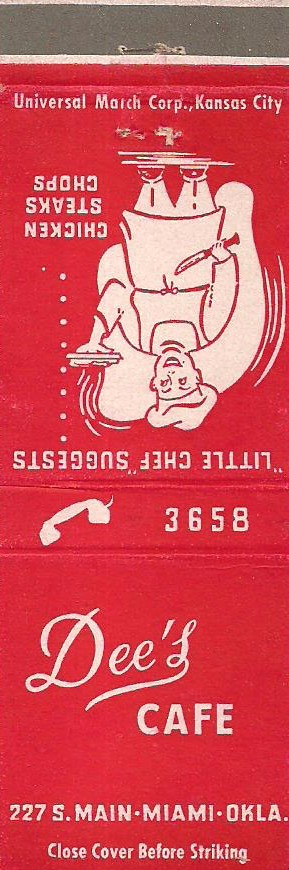 Universal Match Corp., Kansas City
"LITTLE CHEF" SUGGESTS
CHICKEN
STEAKS
CHOPS
3658
Dee's
CAFE
227 S. MAIN • MIAMI • OKLA.
Close Cover Before Striking